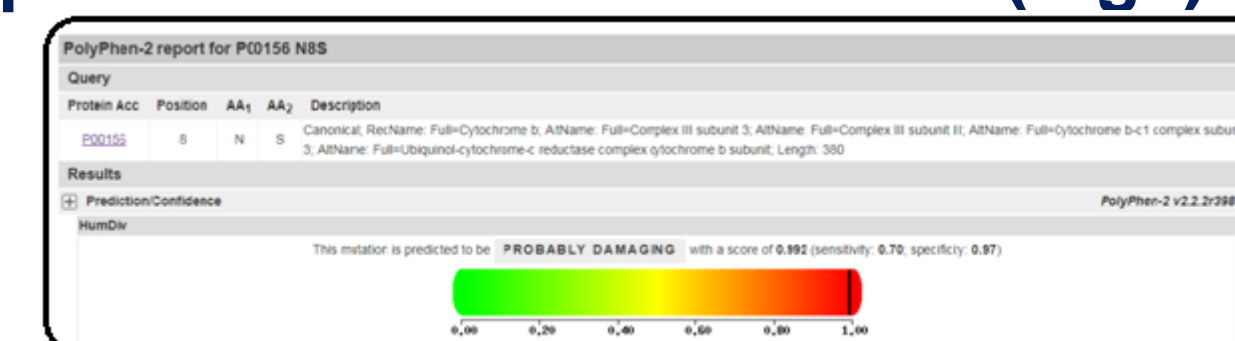 PolyPhen-2 report for P00156 N8S
Query
Protein Acc Position AA1 AA2 Description
P00156 8 N S Canonical; RecName: Full=Cytochrome b; AltName: Full=Complex III subunit 3; AltName: Full=Complex III subunit III; AltName: Full=Cytochrome b-c1 complex subun
3; AltName: Full=Ubiquinol-cytochrome-c reductase complex cytochrome b subunit; Length: 380
Results
Prediction/Confidence PolyPhen-2 v2.2.2r398
HumDiv
This mutation is predicted to be PROBABLY DAMAGING with a score of 0.992 (sensitivity: 0.70; specificity: 0.97)
0,00 0,20 0,40 0,60 0,80 1,00